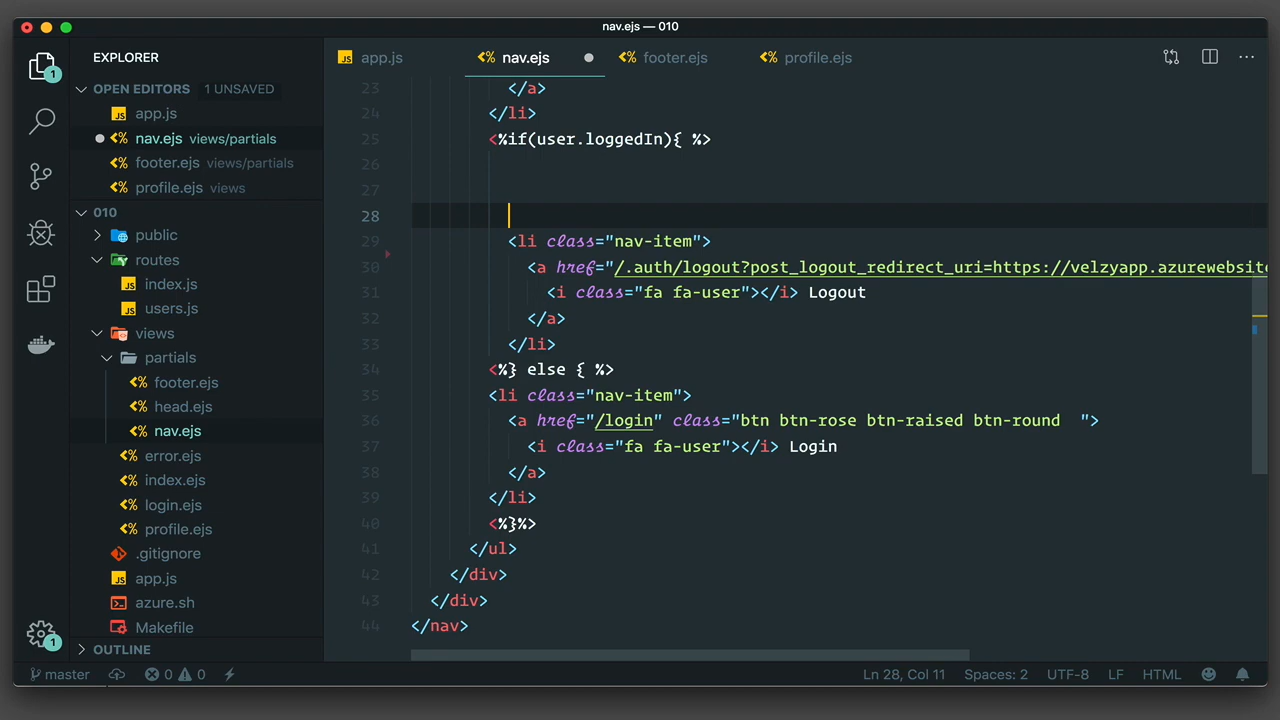 nav.ejs — 010
EXPLORER
OPEN EDITORS 1 UNSAVED
JS app.js
nav.ejs views/partials
footer.ejs views/partials
profile.ejs views
010
public
routes
JS index.js
JS users.js
views
partials
footer.ejs
head.ejs
nav.ejs
error.ejs
index.ejs
login.ejs
profile.ejs
.gitignore
JS app.js
azure.sh
Makefile
OUTLINE
1
1
JS app.js
nav.ejs
footer.ejs
profile.ejs
23 </a>
24 </li>
25 <%if(user.loggedIn){ %>
26
27
28
29 <li class="nav-item">
30 <a href="/.auth/logout?post_logout_redirect_uri=https://velzyapp.azurewebsite
31 <i class="fa fa-user"></i> Logout
32 </a>
33 </li>
34 <%} else { %>
35 <li class="nav-item">
36 <a href="/login" class="btn btn-rose btn-raised btn-round  ">
37 <i class="fa fa-user"></i> Login
38 </a>
39 </li>
40 <%}%>
41 </ul>
42 </div>
43 </div>
44 </nav>
master 0 0 Ln 28, Col 11 Spaces: 2 UTF-8 LF HTML